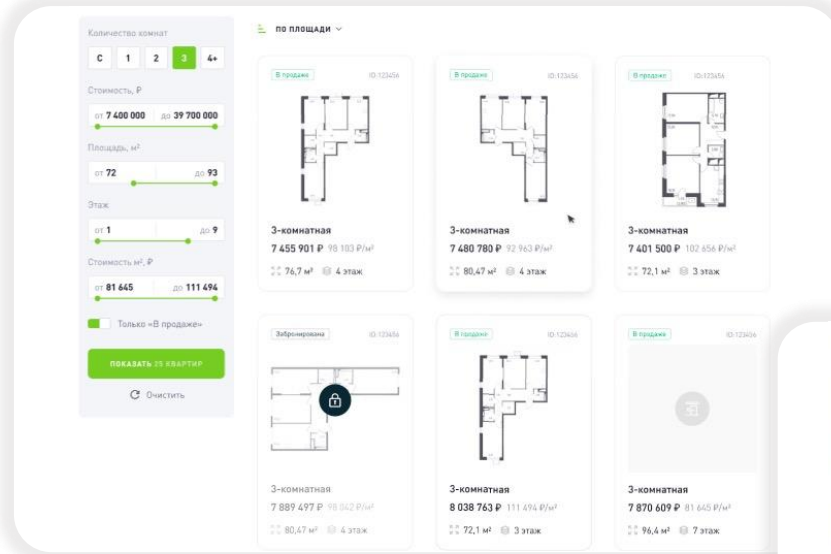 Количество комнат
С 1 2 3 4+
Стоимость, ₽
от 7 400 000 до 39 700 000
Площадь, м²
от 72 до 93
Этаж
от 1 до 9
Стоимость м², ₽
от 81 645 до 111 494
Только «В продаже»
ПОКАЗАТЬ 25 КВАРТИР
Очистить
ПО ПЛОЩАДИ
В продаже ID:123456
3-комнатная
7 455 901 ₽ 98 103 ₽/м²
76,7 м² 4 этаж
В продаже ID:123456
3-комнатная
7 480 780 ₽ 92 963 ₽/м²
80,47 м² 4 этаж
В продаже ID:123456
3-комнатная
7 401 500 ₽ 102 656 ₽/м²
72,1 м² 3 этаж
Забронирована ID:123456
3-комнатная
7 889 497 ₽ 98 042 ₽/м²
80,47 м² 4 этаж
В продаже ID:123456
3-комнатная
8 038 763 ₽ 111 494 ₽/м²
72,1 м² 3 этаж
В продаже ID:123456
3-комнатная
7 870 609 ₽ 81 645 ₽/м²
96,4 м² 7 этаж